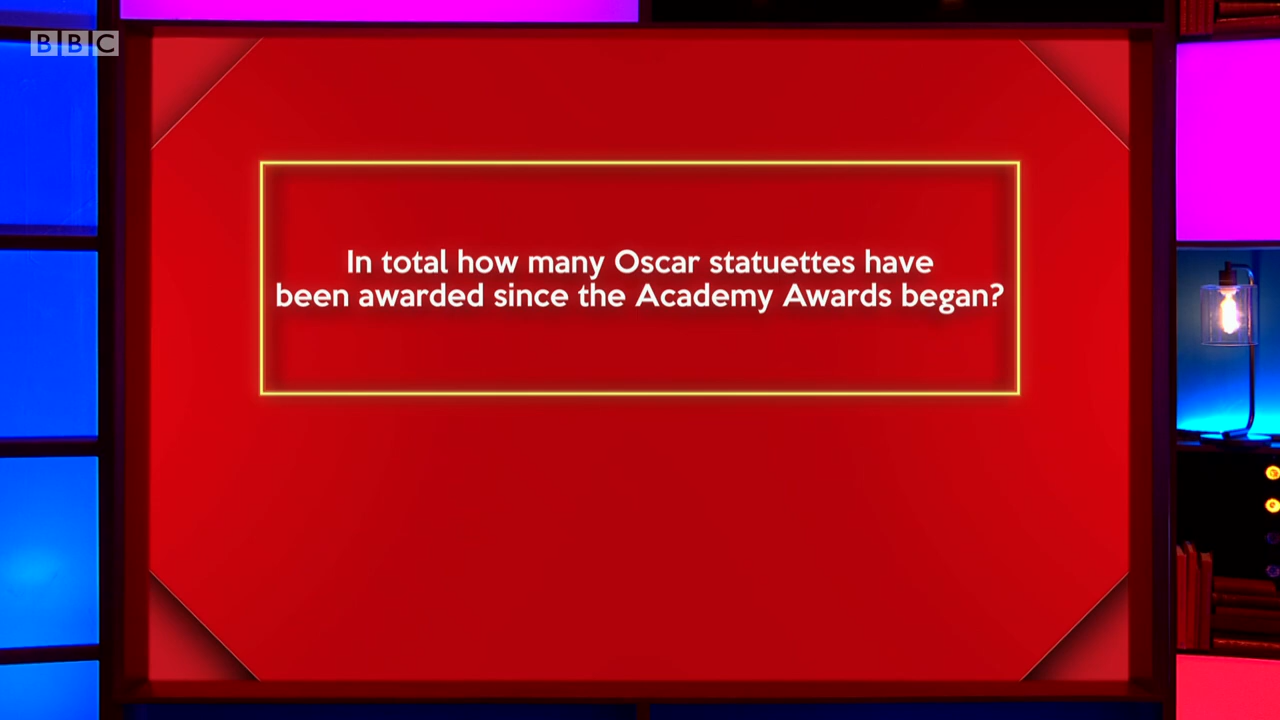 BBC
In total how many Oscar statuettes have
been awarded since the Academy Awards began?